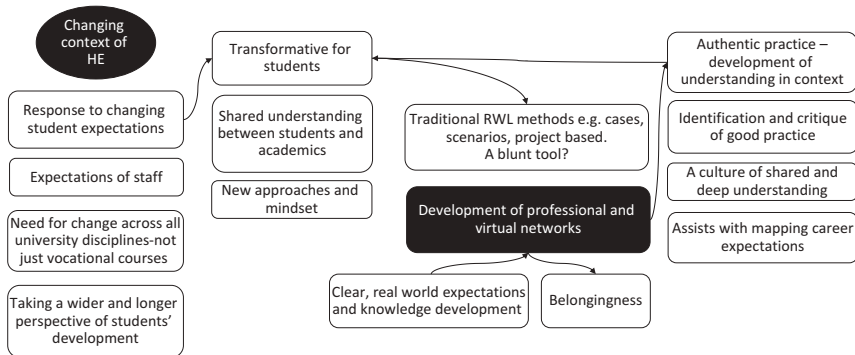 Changing
context of
HE
Response to changing
student expectations
Expectations of staff
Need for change across all
university disciplines-not
just vocational courses
Taking a wider and longer
perspective of students’
development
Transformative for
students
Shared understanding
between students and
academics
New approaches and
mindset
Traditional RWL methods e.g. cases,
scenarios, project based.
A blunt tool?
Development of professional and
virtual networks
Clear, real world expectations
and knowledge development
Belongingness
Authentic practice –
development of
understanding in context
Identification and critique
of good practice
A culture of shared and
deep understanding
Assists with mapping career
expectations